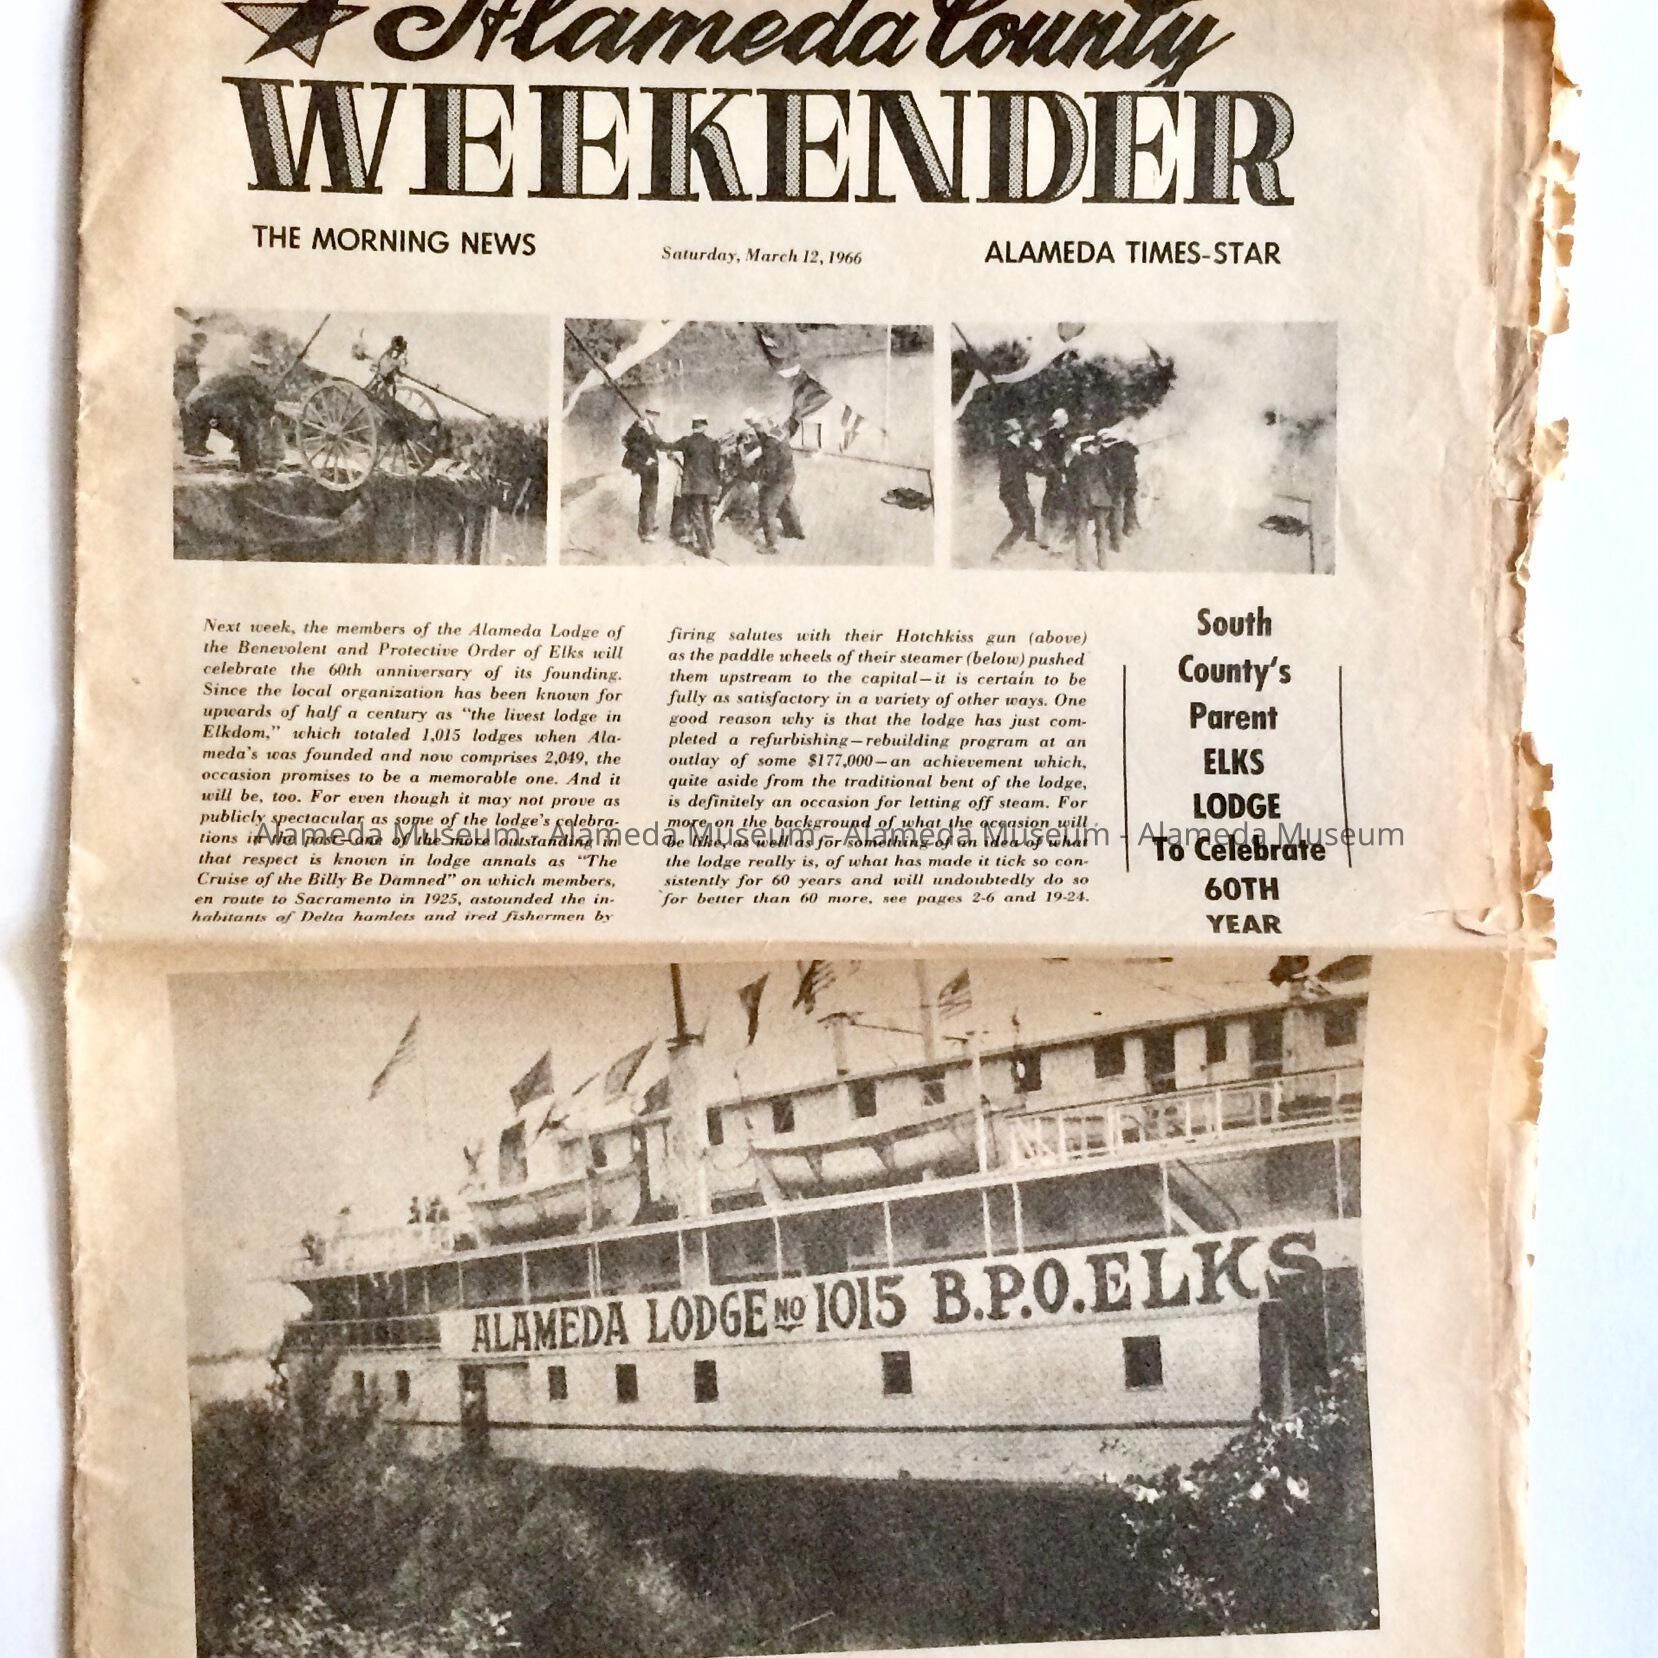 Alameda County
WEEKENDER
THE MORNING NEWS
Saturday, March 12, 1966
ALAMEDA TIMES-STAR
Next week, the members of the Alameda Lodge of
the Benevolent and Protective Order of Elks will
celebrate the 60th anniversary of its founding.
Since the local organization has been known for
upwards of half a century as "the livest lodge in
Elkdom," which totaled 1,015 lodges when Ala-
meda's was founded and now comprises 2,049, the
occasion promises to be a memorable one. And it
will be, too. For even though it may not prove as
publicly spectacular as some of the lodge's celebra-
tions in the past—one of the more outstanding in
that respect is known in lodge annals as "The
Cruise of the Billy Be Damned" on which members,
en route to Sacramento in 1925, astounded the in-
habitants of Delta hamlets and ired fishermen by
firing salutes with their Hotchkiss gun (above)
as the paddle wheels of their steamer (below) pushed
them upstream to the capital—it is certain to be
fully as satisfactory in a variety of other ways. One
good reason why is that the lodge has just com-
pleted a refurbishing—rebuilding program at an
outlay of some $177,000—an achievement which,
quite aside from the traditional bent of the lodge,
is definitely an occasion for letting off steam. For
more on the background of what the occasion will
be like, as well as for something of an idea of what
the lodge really is, of what has made it tick so con-
sistently for 60 years and will undoubtedly do so
for better than 60 more, see pages 2-6 and 19-24.
South
County's
Parent
ELKS
LODGE
To Celebrate
60TH
YEAR
Alameda Museum - Alameda Museum - Alameda Museum - Alameda Museum
ALAMEDA LODGE NO 1015 B.P.O.ELKS